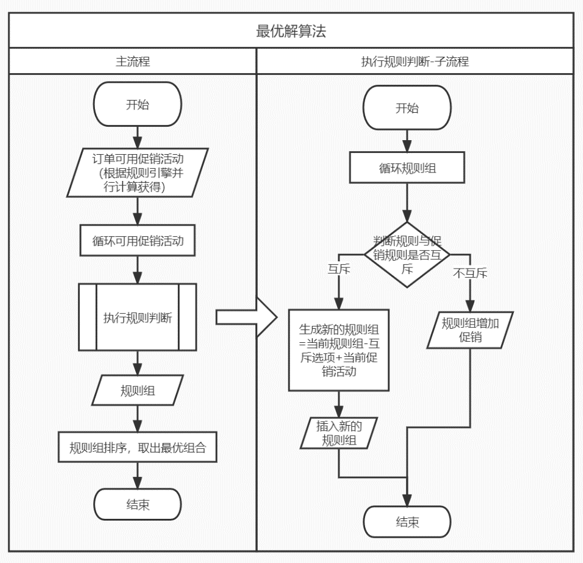 最优解算法
主流程
执行规则判断-子流程
开始
订单可用促销活动
（根据规则引擎并
行计算获得）
循环可用促销活动
执行规则判断
规则组
规则组排序，取出最优组合
结束
开始
循环规则组
判断规则与促
销规则是否互
斥
互斥
不互斥
生成新的规则组
=当前规则组-互
斥选项+当前促
销活动
规则组增加
促销
插入新的
规则组
结束